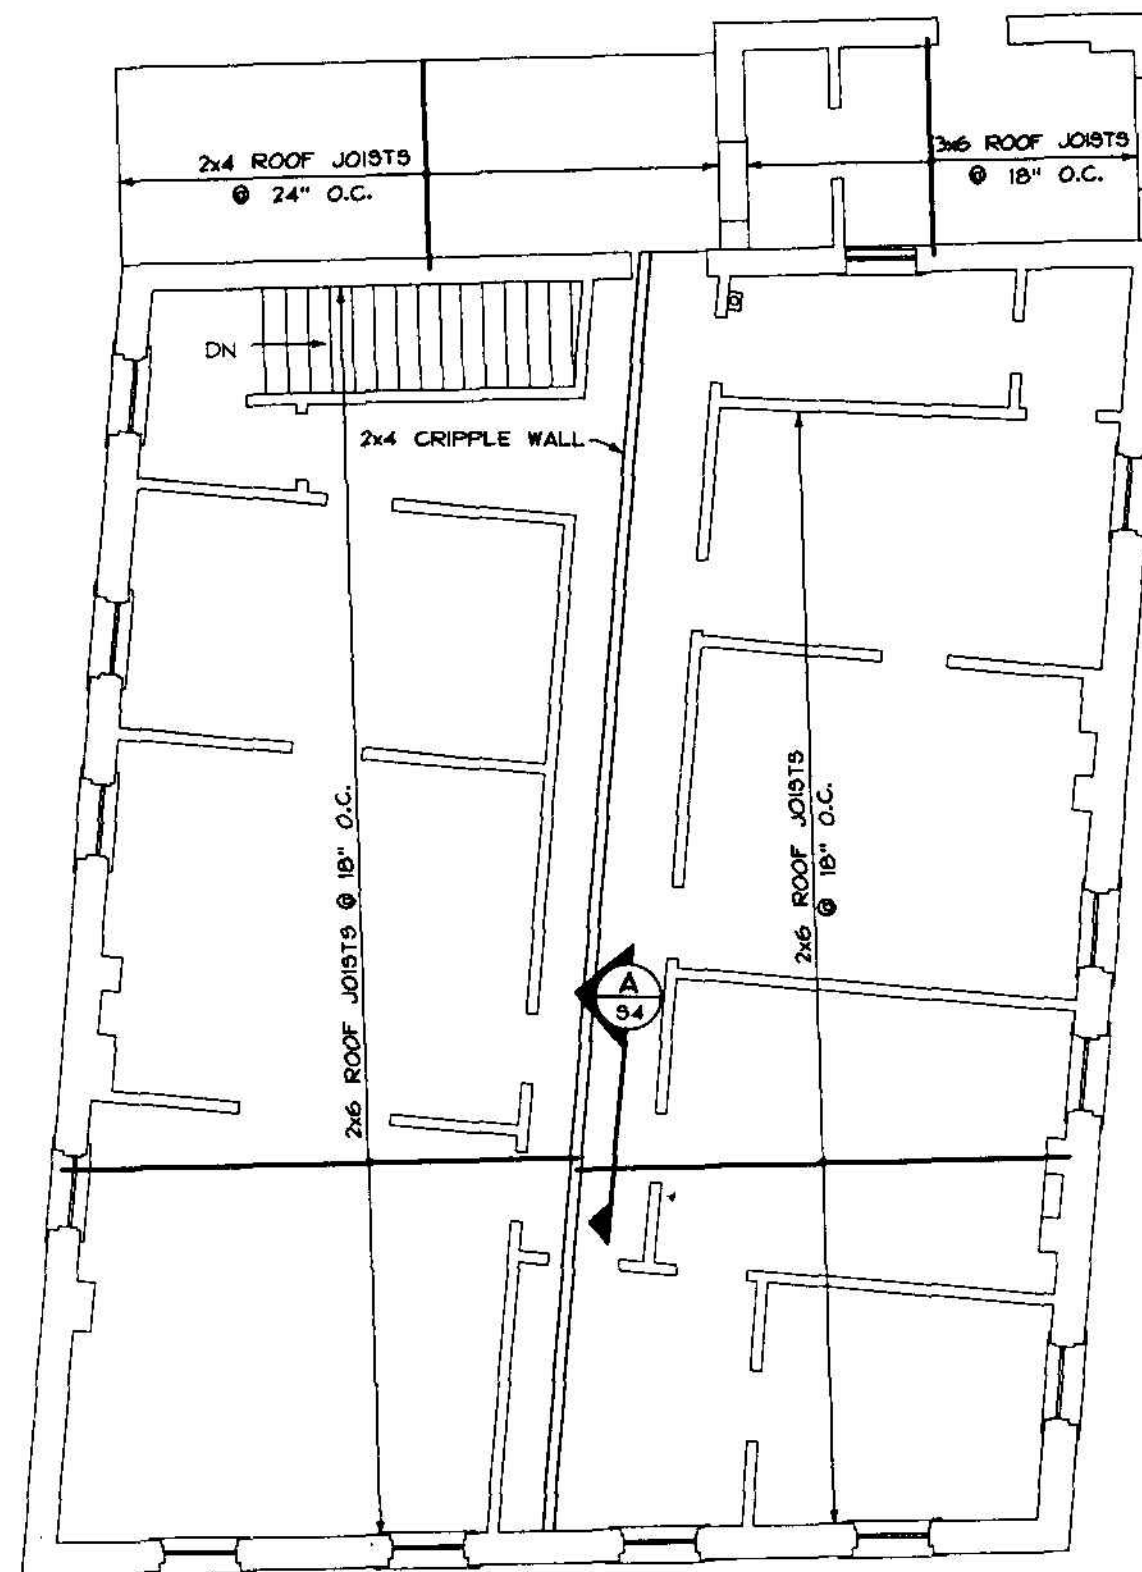 2x4 ROOF JOISTS
@ 24" O.C.
3x6 ROOF JOISTS
@ 18" O.C.
DN
2x4 CRIPPLE WALL
2x6 ROOF JOISTS @ 18" O.C.
2x6 ROOF JOISTS
@ 18" O.C.
A
S4